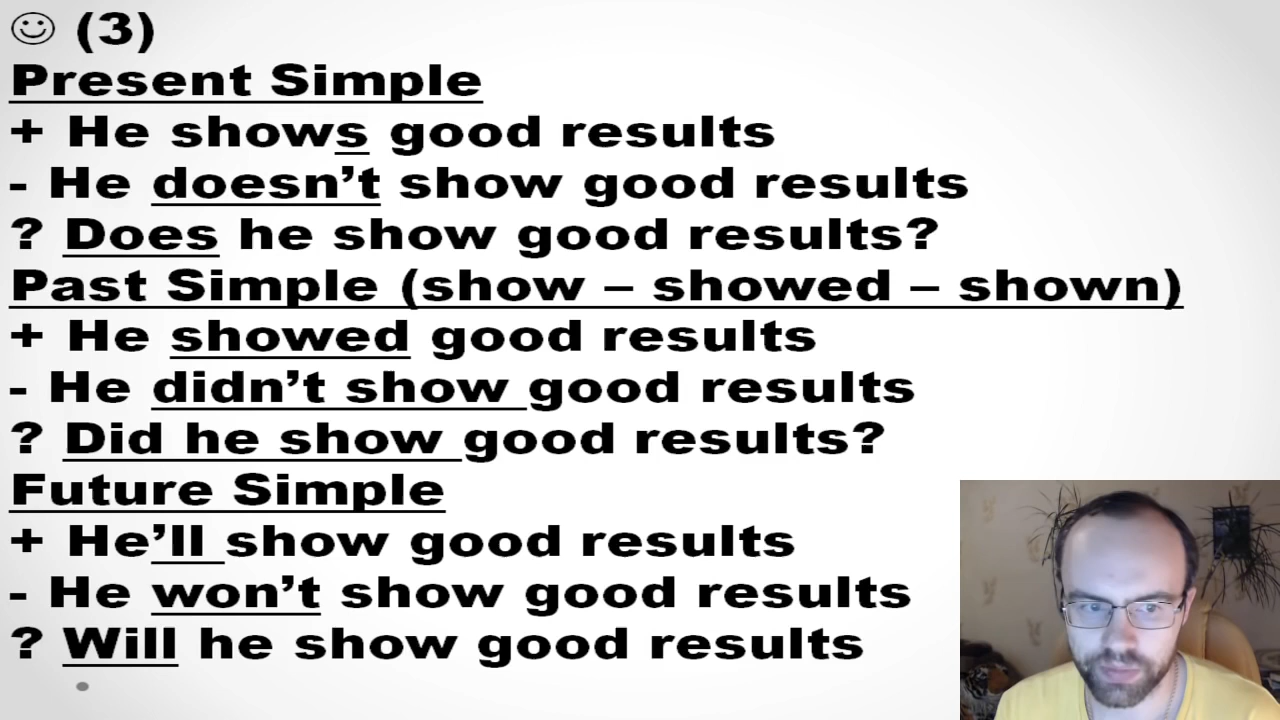 ☺ (3)
Present Simple
+ He shows good results
- He doesn’t show good results
? Does he show good results?
Past Simple (show – showed – shown)
+ He showed good results
- He didn’t show good results
? Did he show good results?
Future Simple
+ He’ll show good results
- He won’t show good results
? Will he show good results